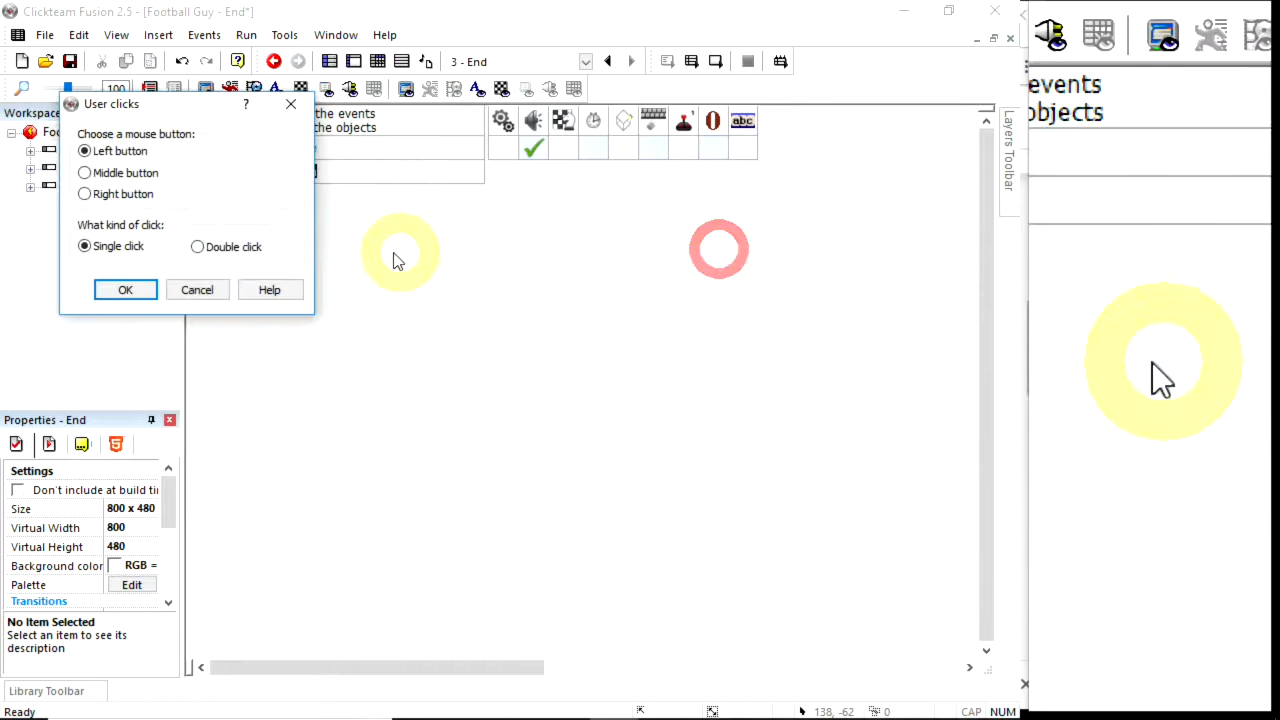 Clickteam Fusion 2.5 - [Football Guy - End*]
File Edit View Insert Events Run Tools Window Help
3 - End
100
Workspace
User clicks
?
the events
the objects
abc
Choose a mouse button:
Left button
Middle button
Right button
What kind of click:
Single click
Double click
OK
Cancel
Help
Layers Toolbar
events
objects
Properties - End
Settings
Don't include at build ti
Size 800 x 480
Virtual Width 800
Virtual Height 480
Background color RGB =
Palette Edit
Transitions
No Item Selected
Select an item to see its
description
Library Toolbar
Ready
138, -62
0
CAP NUM